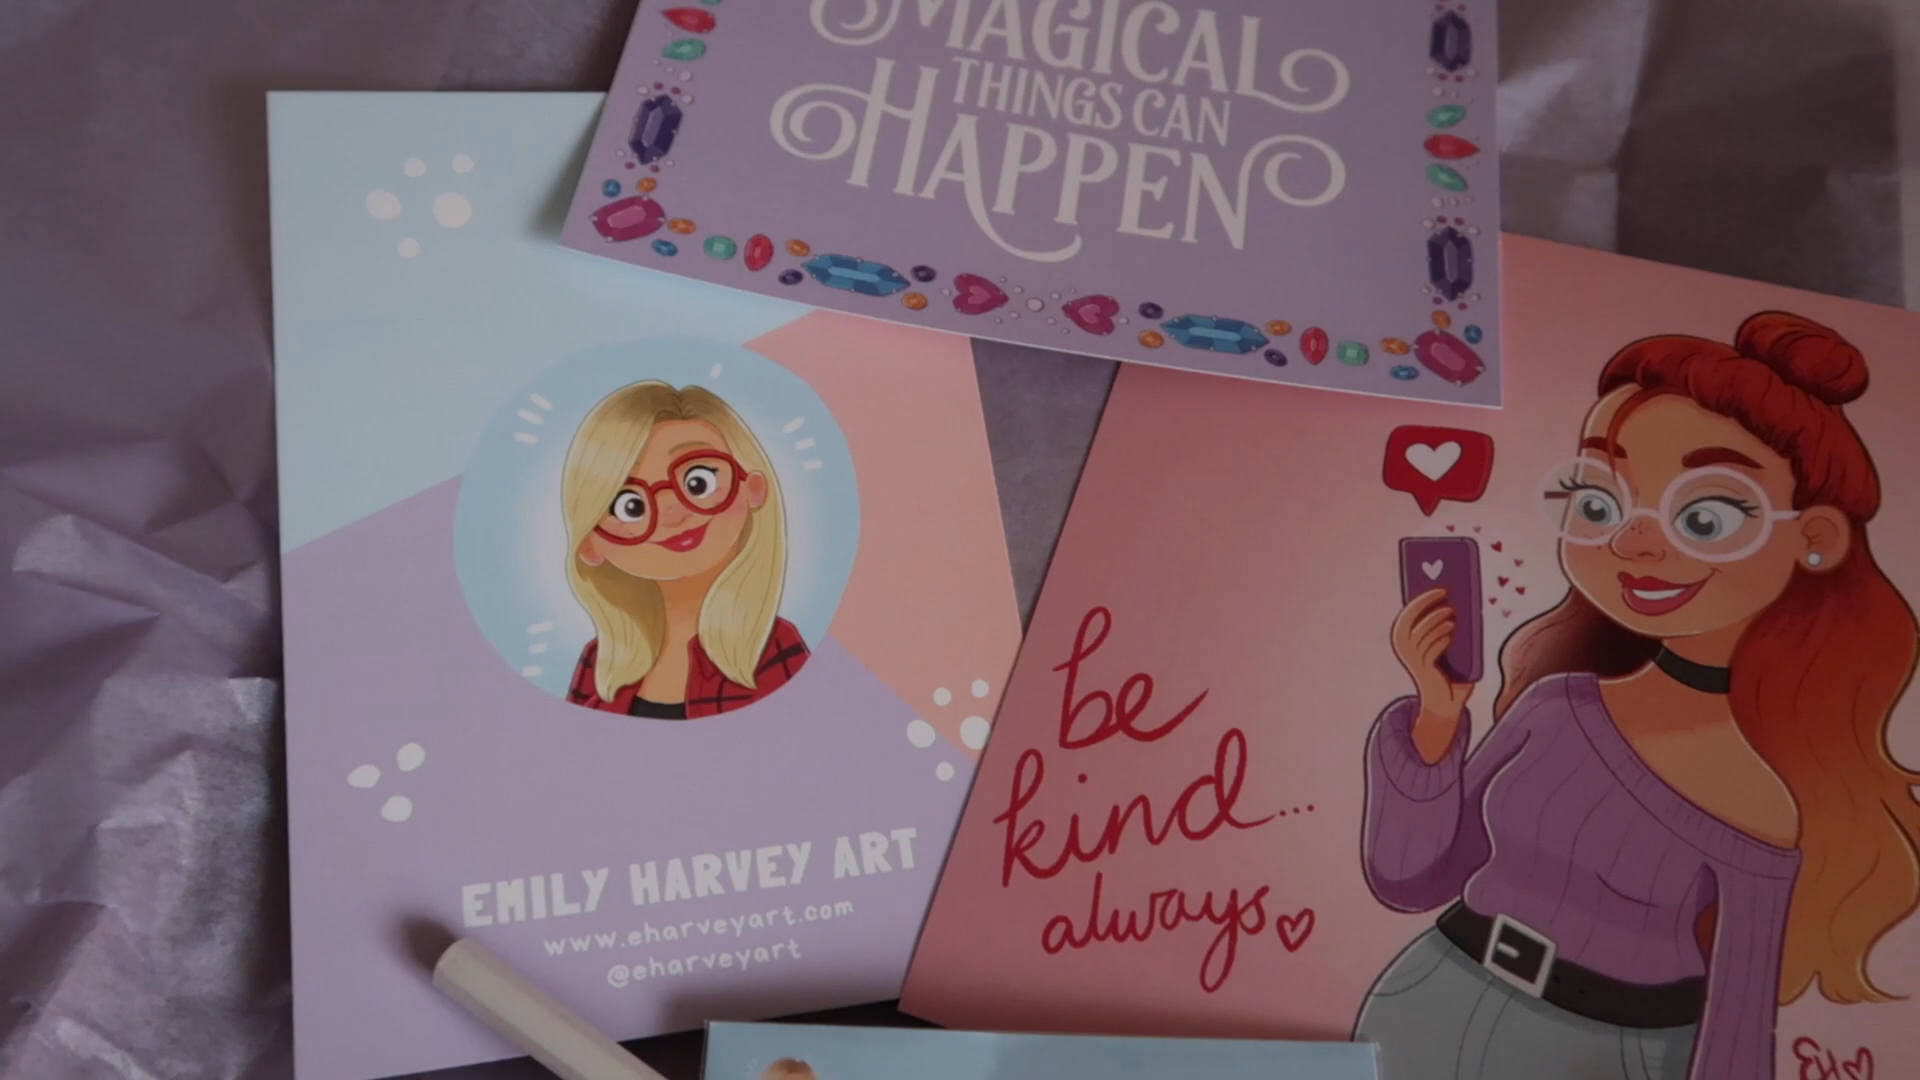 MAGICAL
THINGS CAN
HAPPEN
EMILY HARVEY ART
www.eharveyart.com
@eharveyart
be
kind...
always
EH